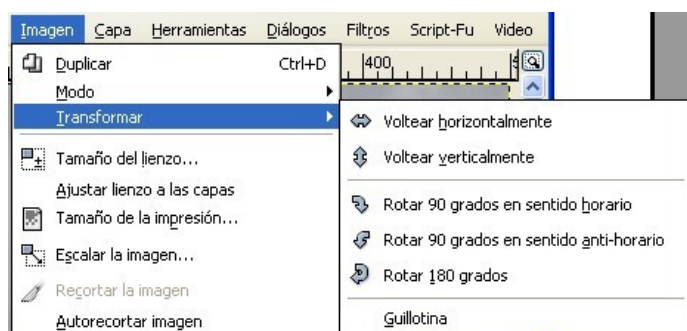 Imagen Capa Herramientas Diálogos Filtros Script-Fu Video
Duplicar Ctrl+D
400
Modo
Transformar
Voltear horizontalmente
Voltear verticalmente
Tamaño del lienzo...
Ajustar lienzo a las capas
Rotar 90 grados en sentido horario
Tamaño de la impresión...
Rotar 90 grados en sentido anti-horario
Escalar la imagen...
Rotar 180 grados
Recortar la imagen
Autorecortar imagen
Guillotina